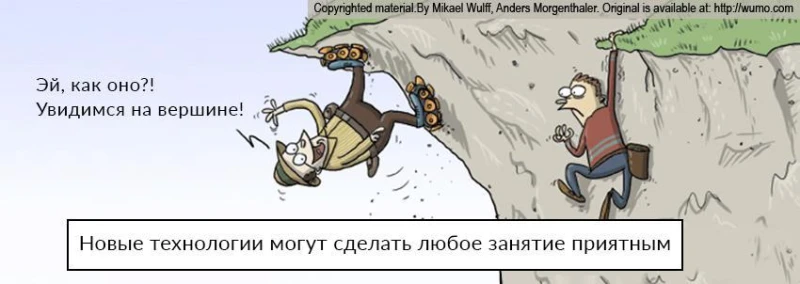 Copyrighted material:By Mikael Wulff, Anders Morgenthaler. Original is available at: http://wumo.com
Эй, как оно?!
Увидимся на вершине!
Новые технологии могут сделать любое занятие приятным